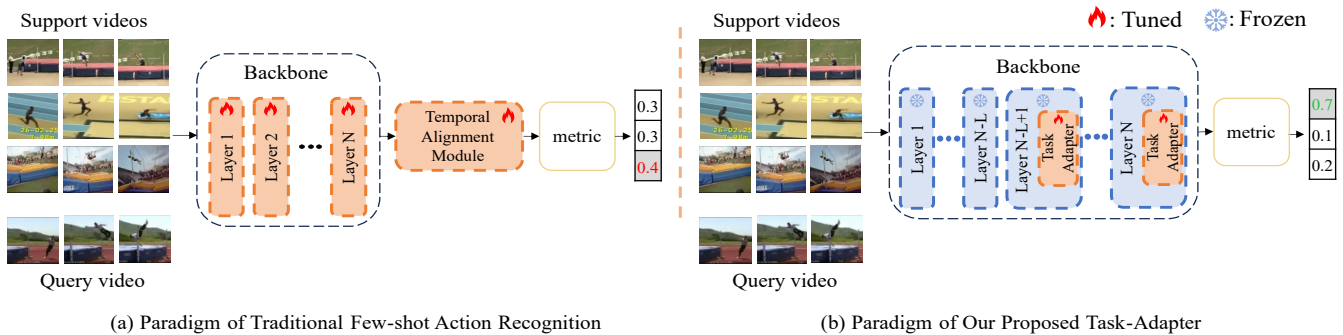 Support videos
Backbone
Layer 1
Layer 2
Layer N
Temporal
Alignment
Module
metric
0.3
0.3
0.4
Query video
(a) Paradigm of Traditional Few-shot Action Recognition
Support videos
: Tuned
: Frozen
Backbone
Layer 1
Layer N-L
Layer N-L+1
Task
Adapter
Layer N
Task
Adapter
metric
0.7
0.1
0.2
Query video
(b) Paradigm of Our Proposed Task-Adapter